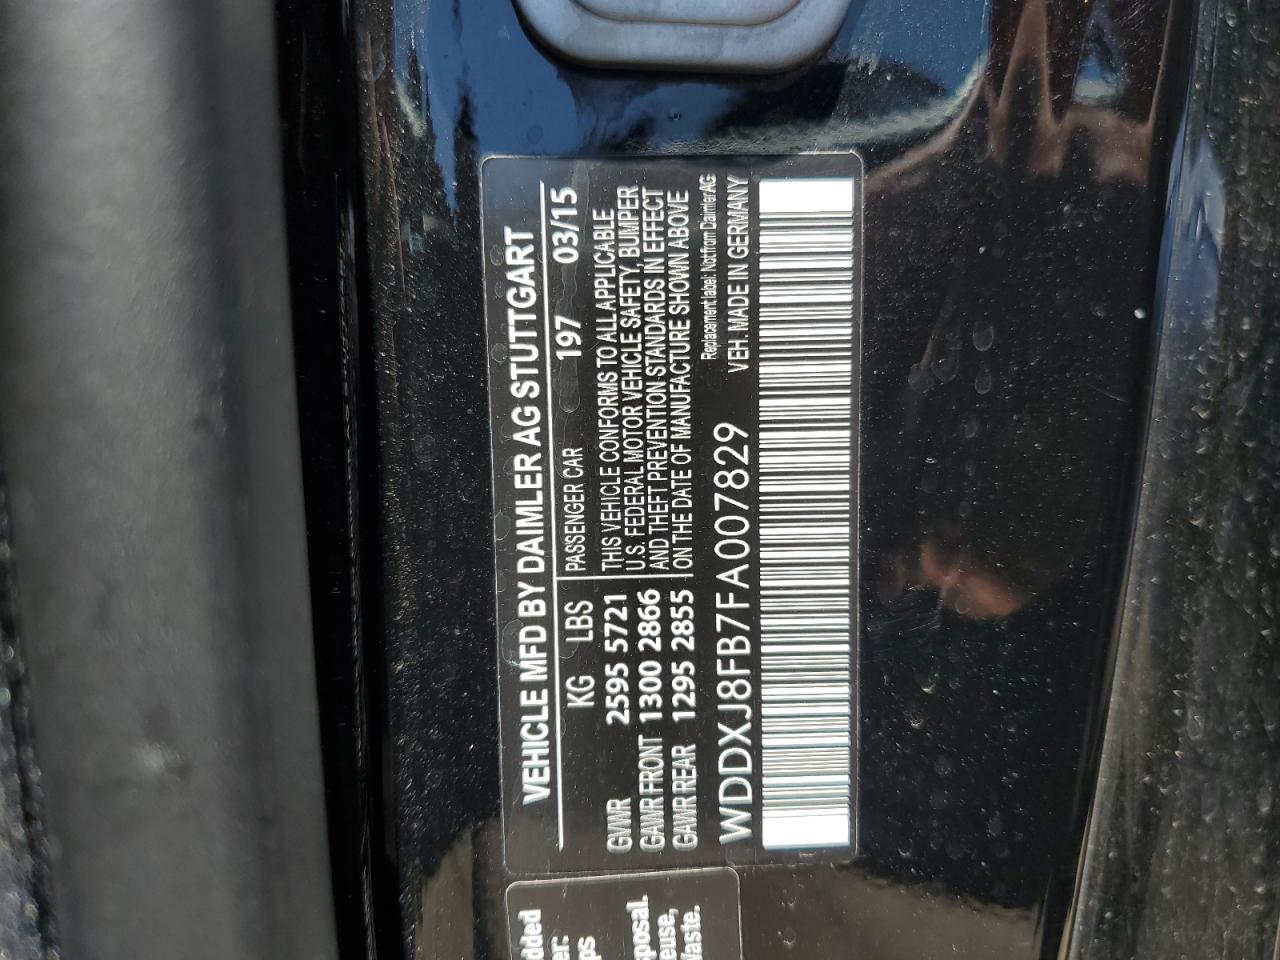 VEHICLE MFD BY DAIMLER AG STUTTGART
KG LBS PASSENGER CAR 197 03/15
GVWR 2595 5721
GAWR FRONT 1300 2866
GAWR REAR 1295 2855
THIS VEHICLE CONFORMS TO ALL APPLICABLE
U.S. FEDERAL MOTOR VEHICLE SAFETY, BUMPER
AND THEFT PREVENTION STANDARDS IN EFFECT
ON THE DATE OF MANUFACTURE SHOWN ABOVE
Replacement label: Not from Daimler AG:
WDDXJ8FB7FA007829 VEH. MADE IN GERMANY
dded
er:
ps
posal.
euse,
Waste.